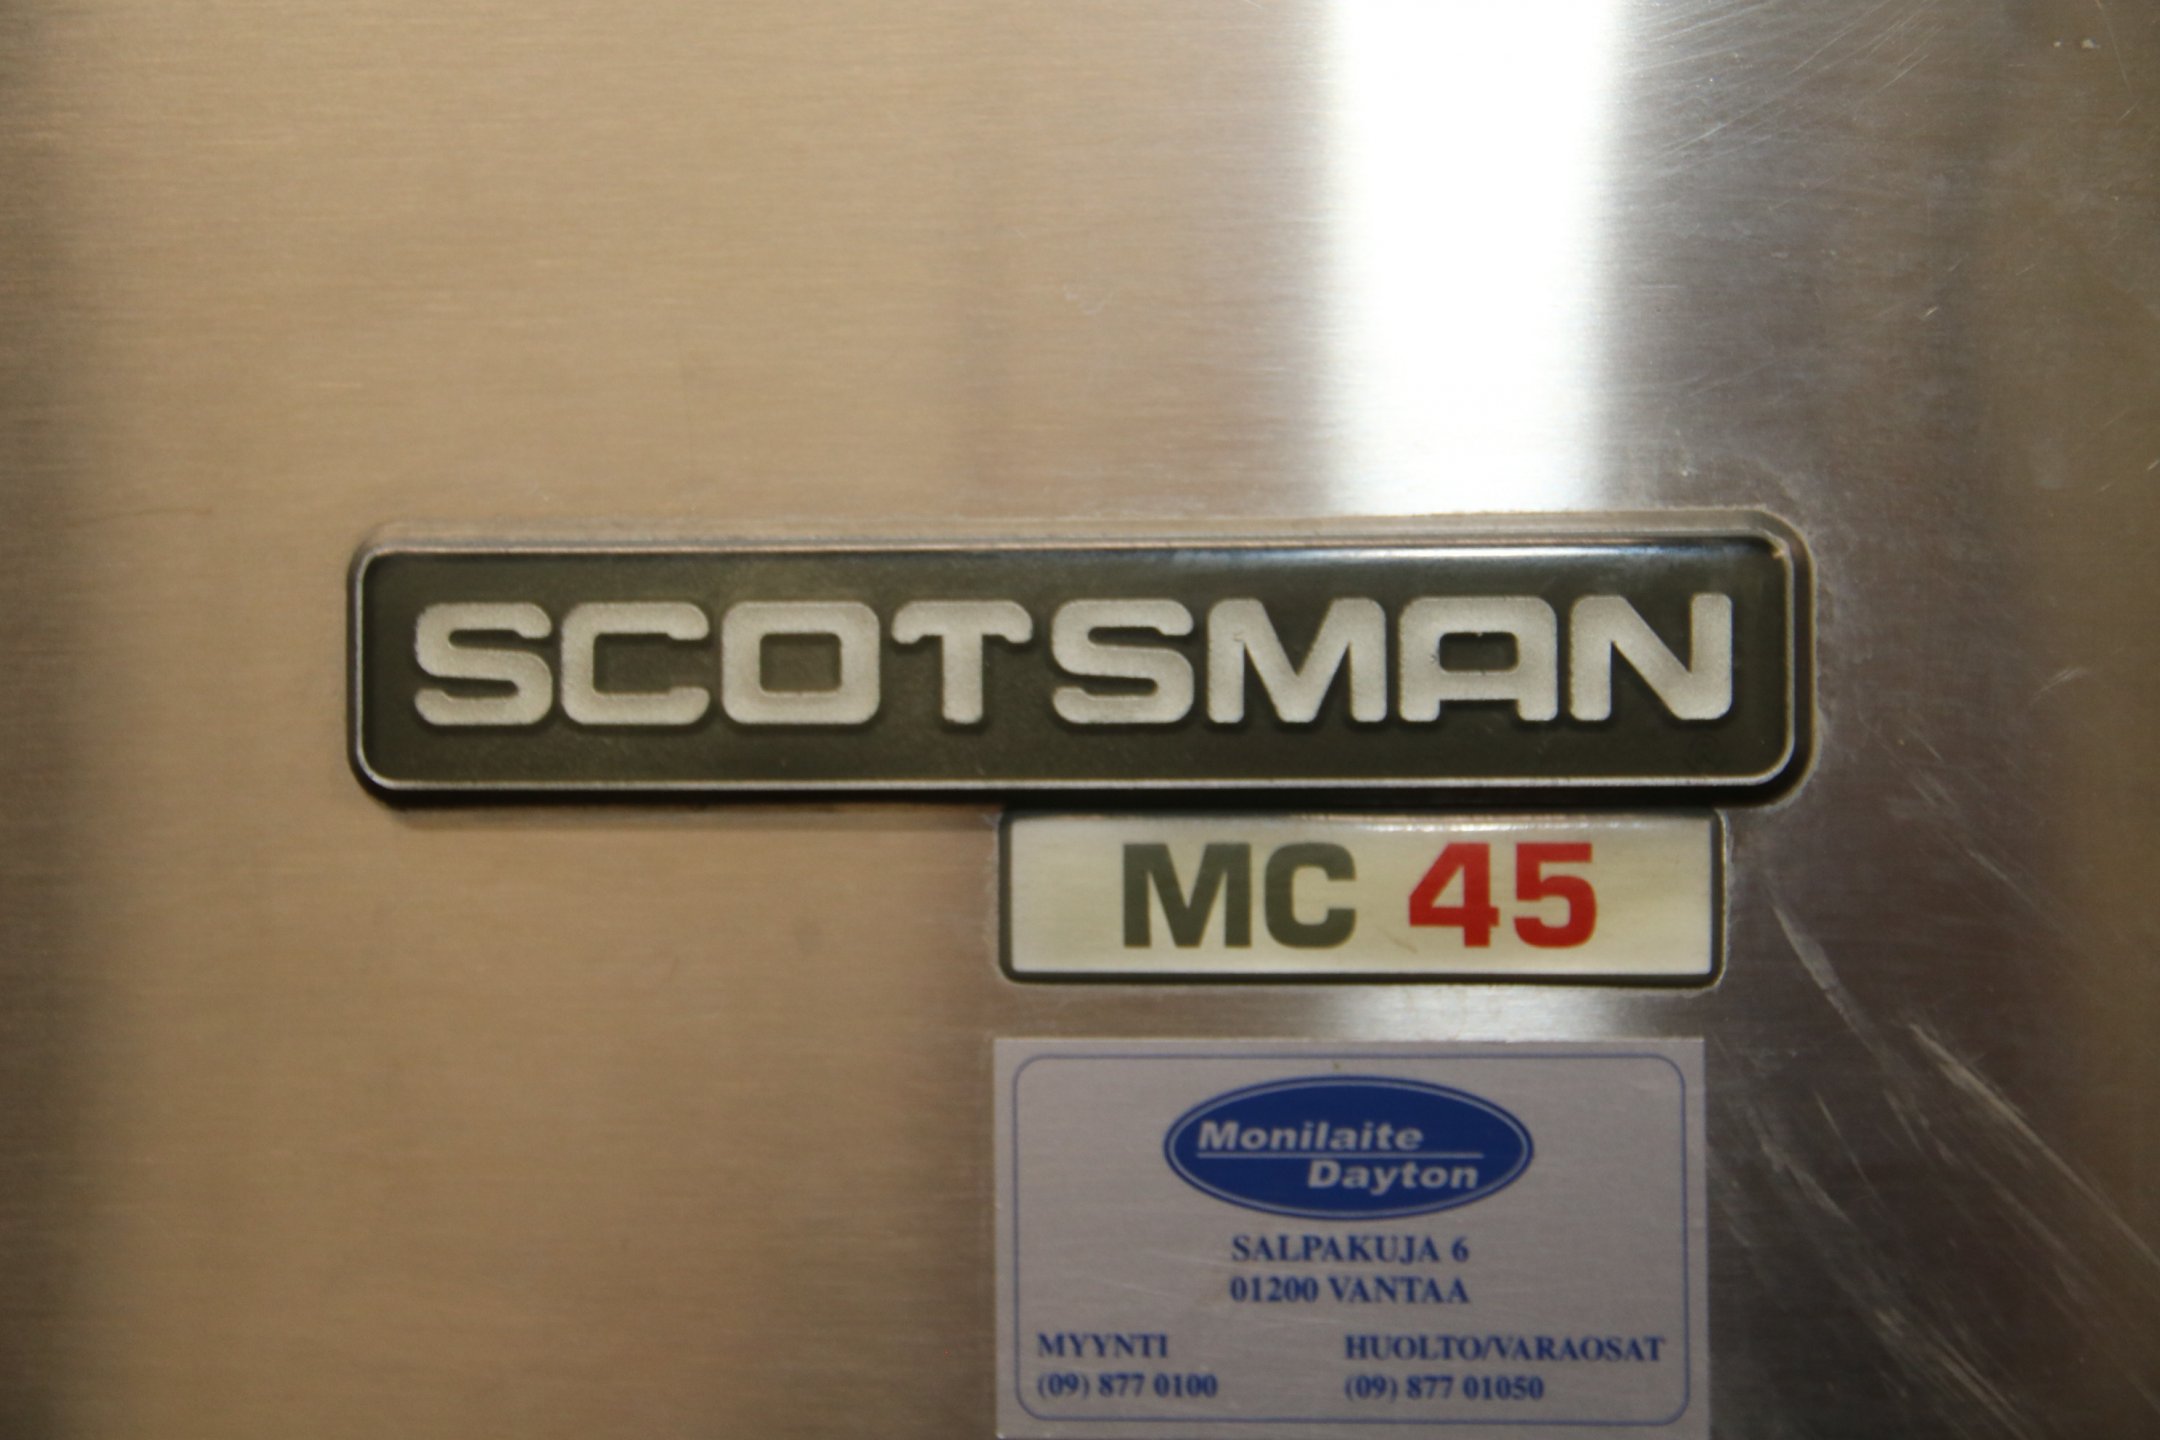 SCOTSMAN
MC 45
Monilaite
Dayton
SALPAKUJA 6
01200 VANTAA
MYYNTI HUOLTO/VARAOSAT
(09) 877 0100 (09) 877 01050